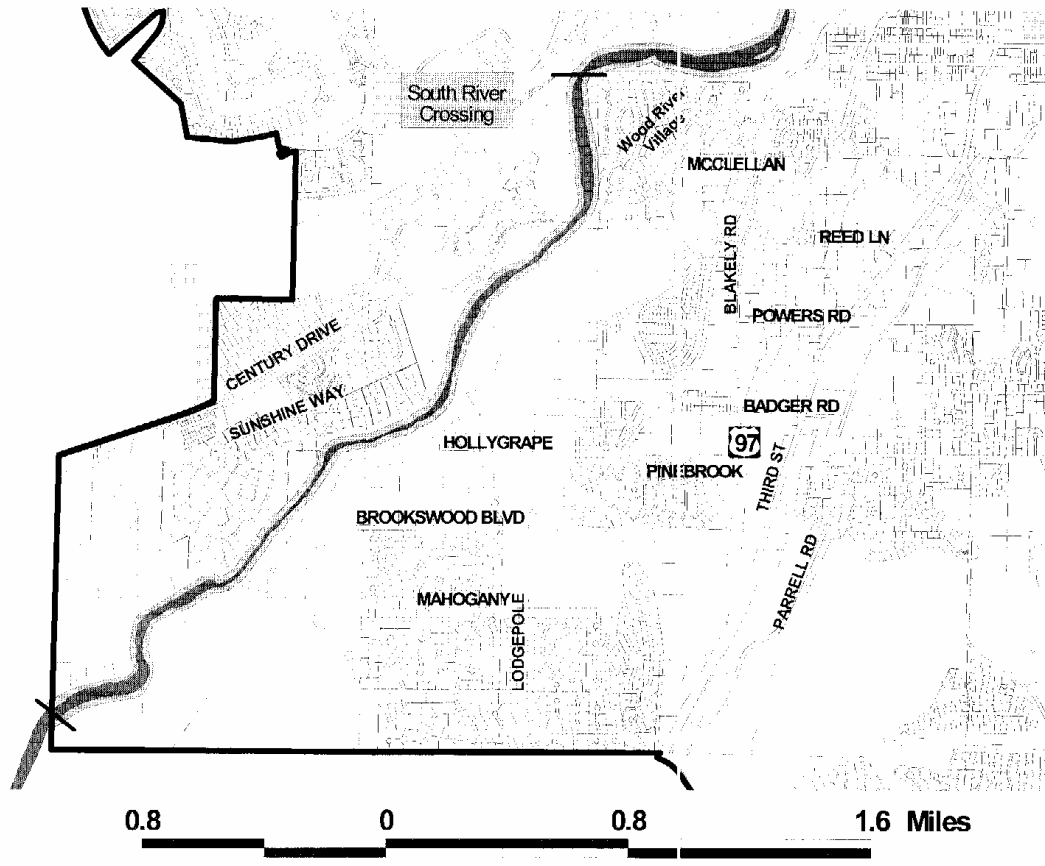 South River
Crossing
Wood River
Village
MCCLELLAN
BLAKELY RD
REED LN
POWERS RD
CENTURY DRIVE
SUNSHINE WAY
BADGER RD
HOLLYGRAPE
97
PINEBROOK
THIRD ST
BROOKSWOOD BLVD
PARRELL RD
MAHOGANY
LODGEPOLE
0.8 0 0.8 1.6 Miles